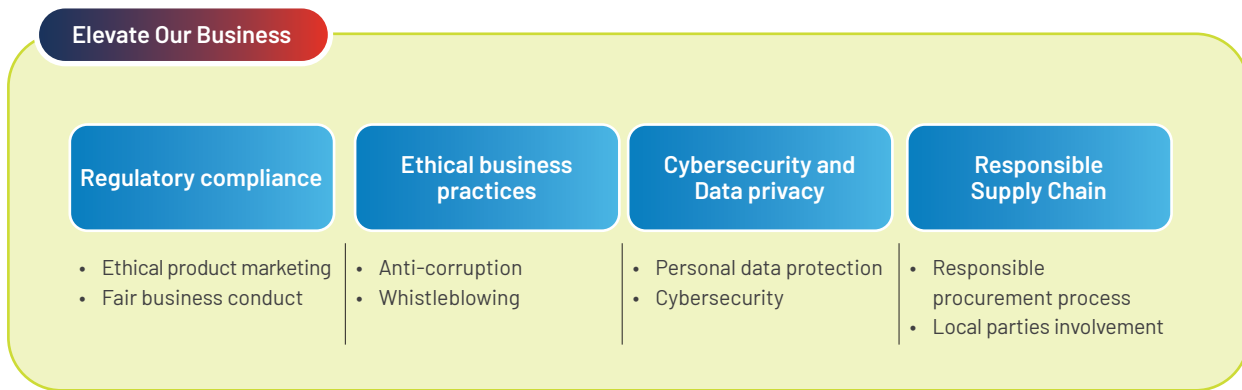 Elevate Our Business
Regulatory compliance
• Ethical product marketing
• Fair business conduct
Ethical business
practices
• Anti-corruption
• Whistleblowing
Cybersecurity and
Data privacy
• Personal data protection
• Cybersecurity
Responsible
Supply Chain
• Responsible
procurement process
• Local parties involvement